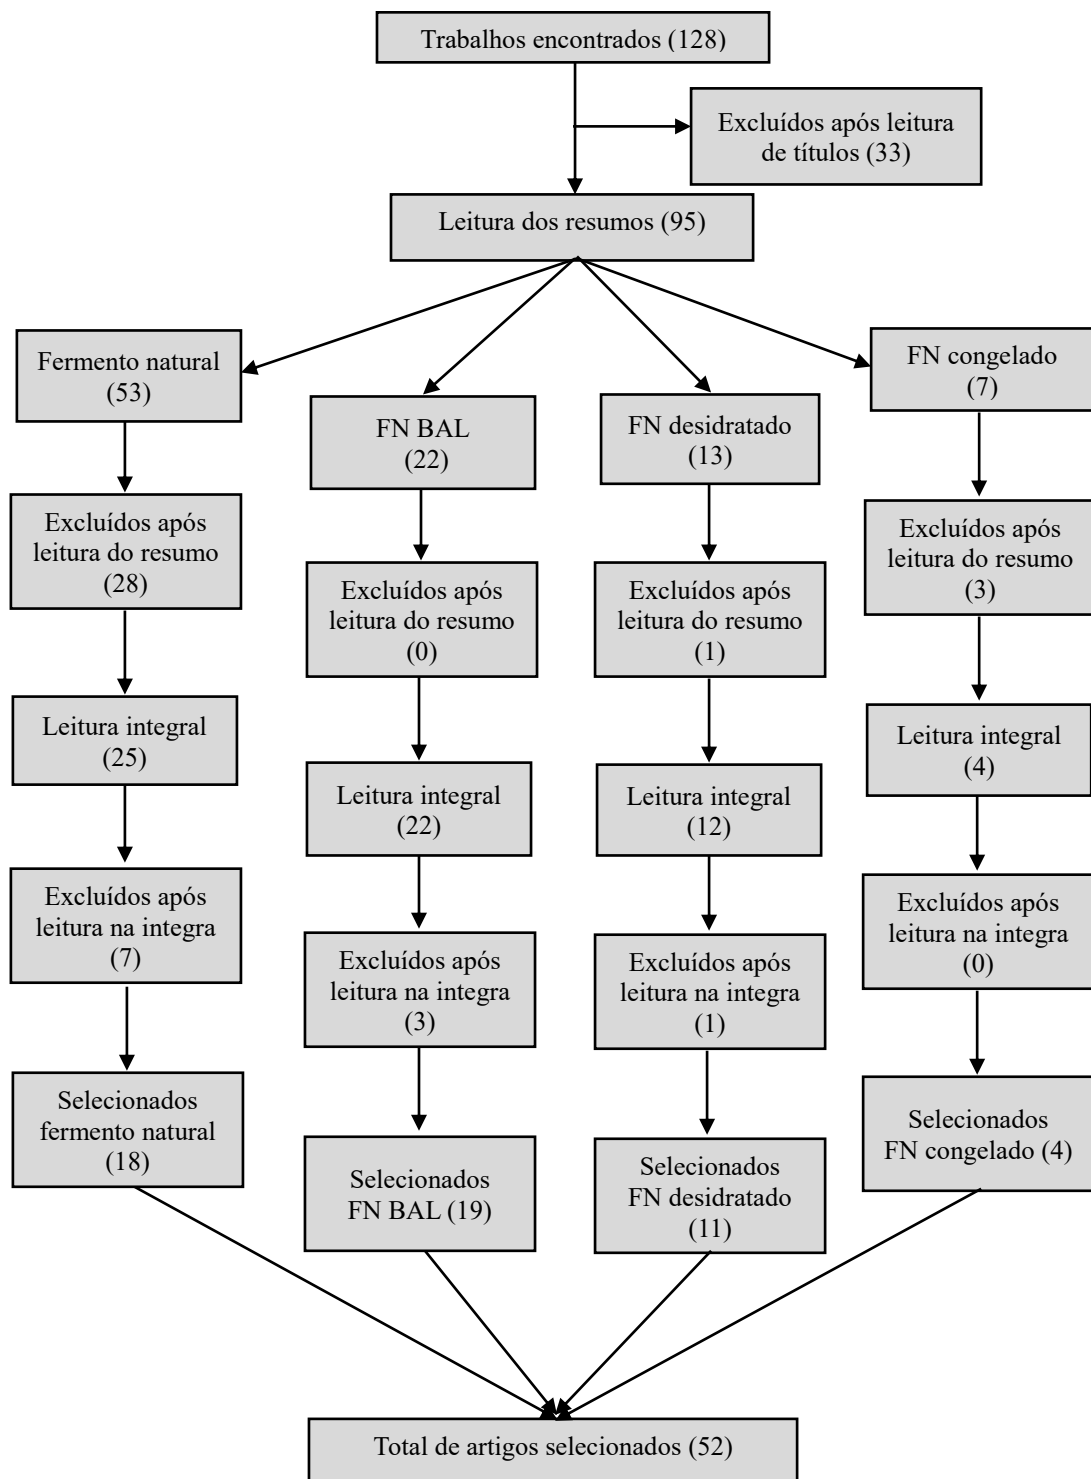 Trabalhos encontrados (128)
Excluídos após leitura
de títulos (33)
Leitura dos resumos (95)
Fermento natural
(53)
Excluídos após
leitura do resumo
(28)
Leitura integral
(25)
Excluídos após
leitura na integra
(7)
Selecionados
fermento natural
(18)
FN BAL
(22)
Excluídos após
leitura do resumo
(0)
Leitura integral
(22)
Excluídos após
leitura na integra
(3)
Selecionados
FN BAL (19)
FN desidratado
(13)
Excluídos após
leitura do resumo
(1)
Leitura integral
(12)
Excluídos após
leitura na integra
(1)
Selecionados
FN desidratado
(11)
FN congelado
(7)
Excluídos após
leitura do resumo
(3)
Leitura integral
(4)
Excluídos após
leitura na integra
(0)
Selecionados
FN congelado (4)
Total de artigos selecionados (52)